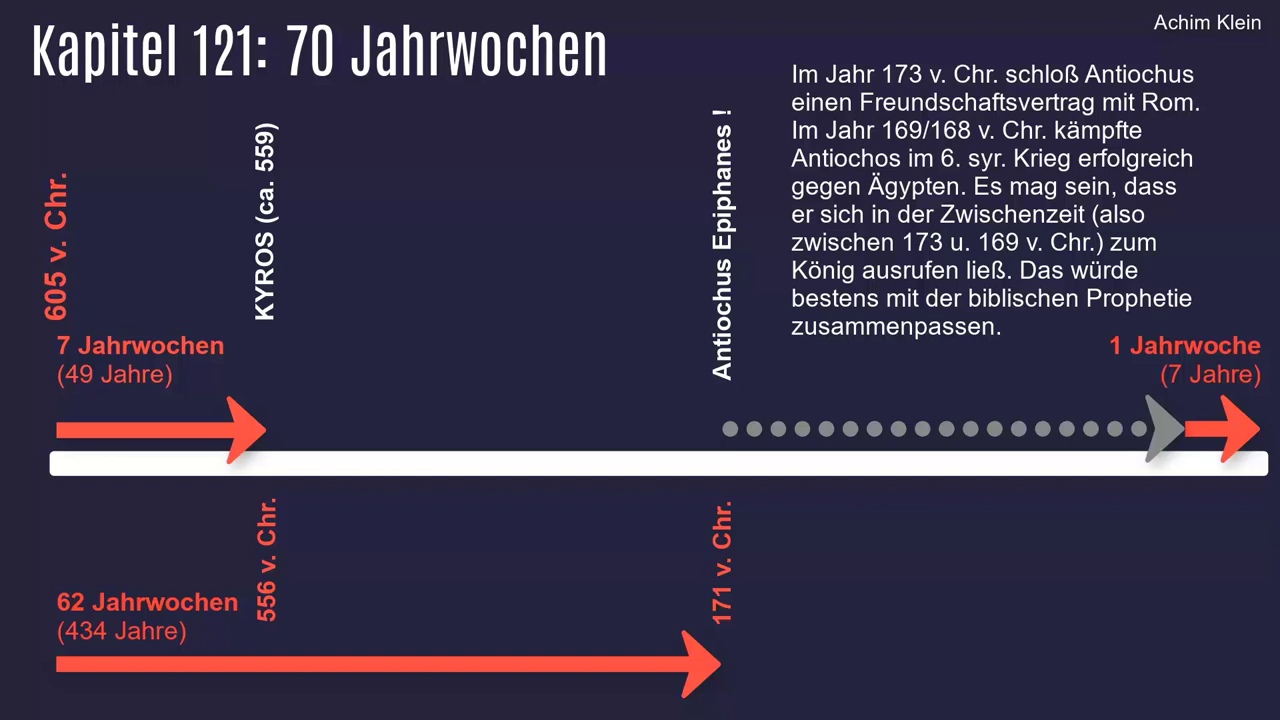 Achim Klein
Kapitel 121: 70 Jahrwochen
Im Jahr 173 v. Chr. schloß Antiochus
einen Freundschaftsvertrag mit Rom.
Im Jahr 169/168 v. Chr. kämpfte
Antiochos im 6. syr. Krieg erfolgreich
gegen Ägypten. Es mag sein, dass
er sich in der Zwischenzeit (also
zwischen 173 u. 169 v. Chr.) zum
König ausrufen ließ. Das würde
bestens mit der biblischen Prophetie
zusammenpassen.
605 v. Chr.
KYROS (ca. 559)
Antiochus Epiphanes !
7 Jahrwochen
(49 Jahre)
1 Jahrwoche
(7 Jahre)
556 v. Chr.
171 v. Chr.
62 Jahrwochen
(434 Jahre)